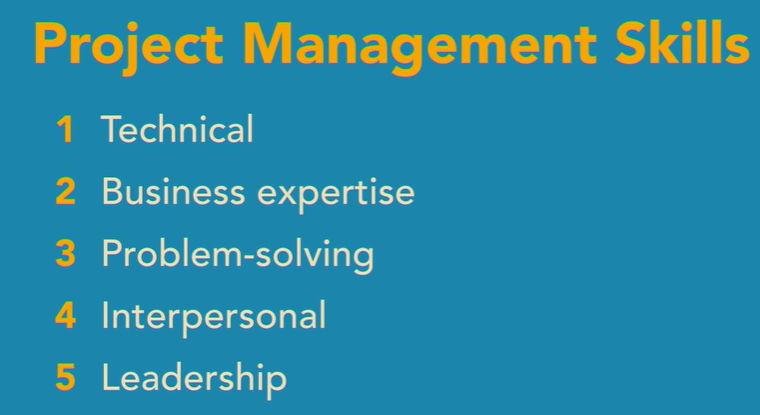 Project Management Skills
1 Technical
2 Business expertise
3 Problem-solving
4 Interpersonal
5 Leadership